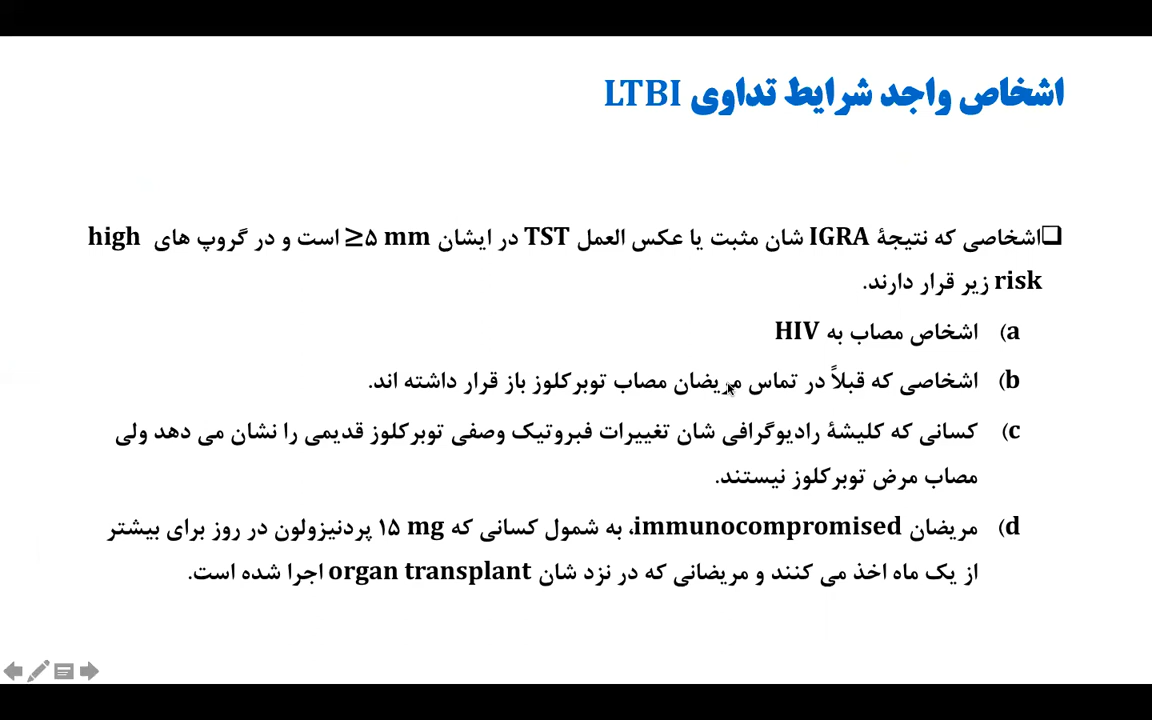 اشخاص واجد شرایط تداوی LTBI
❑اشخاصی که نتیجۀ IGRA شان مثبت یا عکس العمل TST در ایشان ≥۵ mm است و در گروپ های high
risk زیر قرار دارند.
a) اشخاص مصاب به HIV
b) اشخاصی که قبلاً در تماس مریضان مصاب توبرکلوز باز قرار داشته اند.
c) کسانی که کلیشۀ رادیوگرافی شان تغییرات فبروتیک وصفی توبرکلوز قدیمی را نشان می دهد ولی
مصاب مرض توبرکلوز نیستند.
d) مریضان immunocompromised، به شمول کسانی که ۱۵ mg پردنیزولون در روز برای بیشتر
از یک ماه اخذ می کنند و مریضانی که در نزد شان organ transplant اجرا شده است.